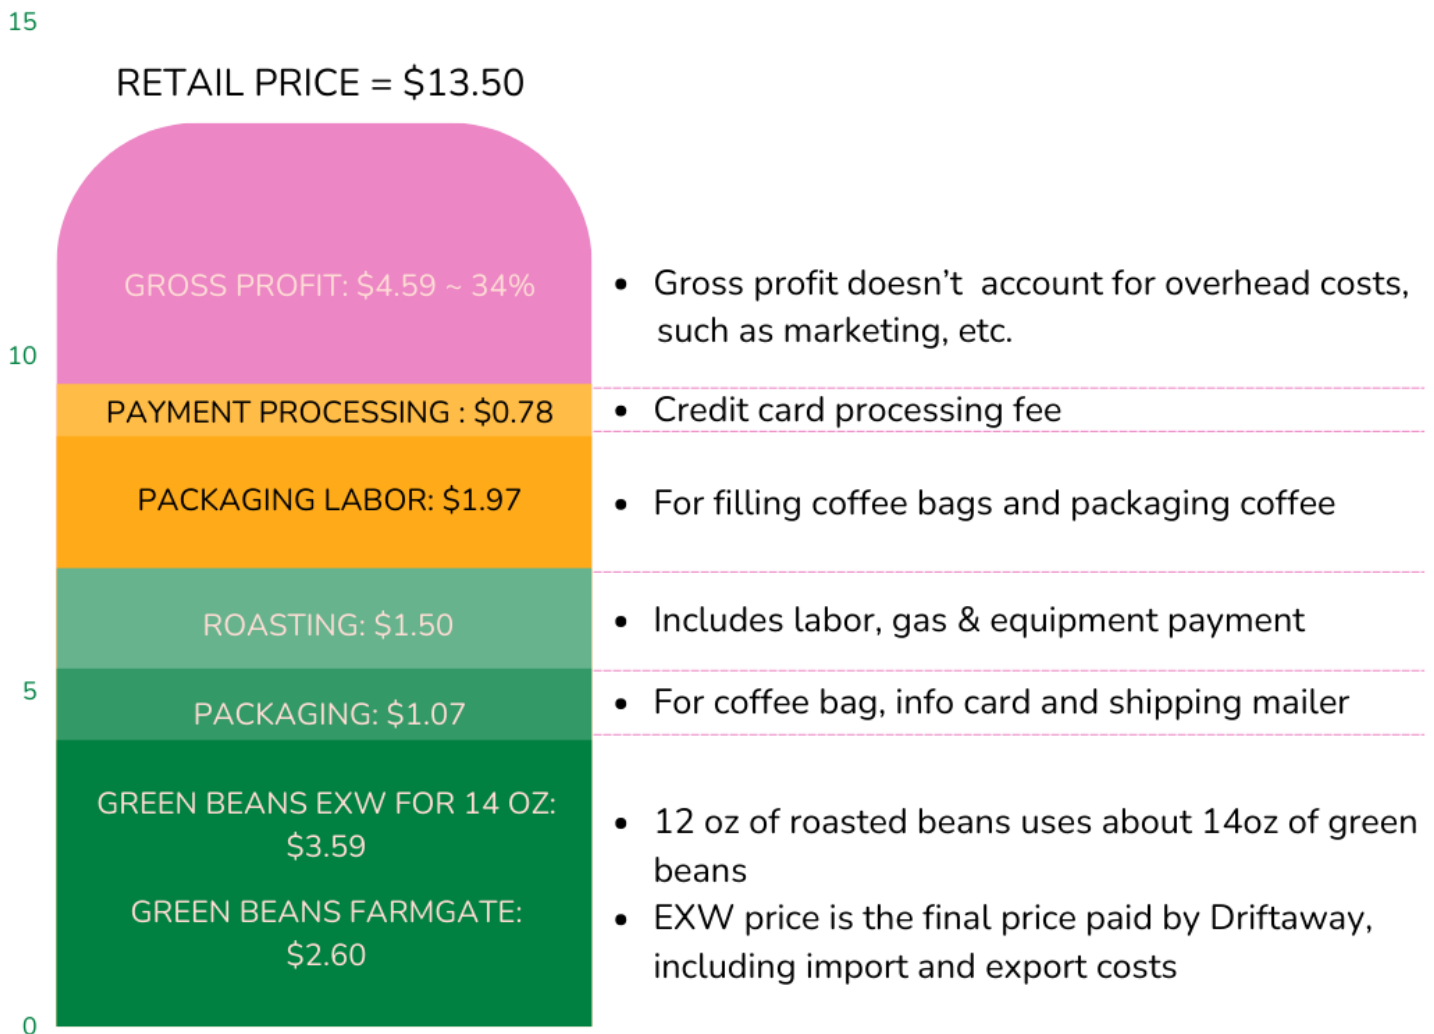 15
RETAIL PRICE = $13.50
GROSS PROFIT: $4.59 ~ 34%
• Gross profit doesn’t  account for overhead costs,
such as marketing, etc.
10
PAYMENT PROCESSING : $0.78
• Credit card processing fee
PACKAGING LABOR: $1.97
• For filling coffee bags and packaging coffee
ROASTING: $1.50
• Includes labor, gas & equipment payment
5
PACKAGING: $1.07
• For coffee bag, info card and shipping mailer
GREEN BEANS EXW FOR 14 OZ:
$3.59
GREEN BEANS FARMGATE:
$2.60
• 12 oz of roasted beans uses about 14oz of green
beans
• EXW price is the final price paid by Driftaway,
including import and export costs
0